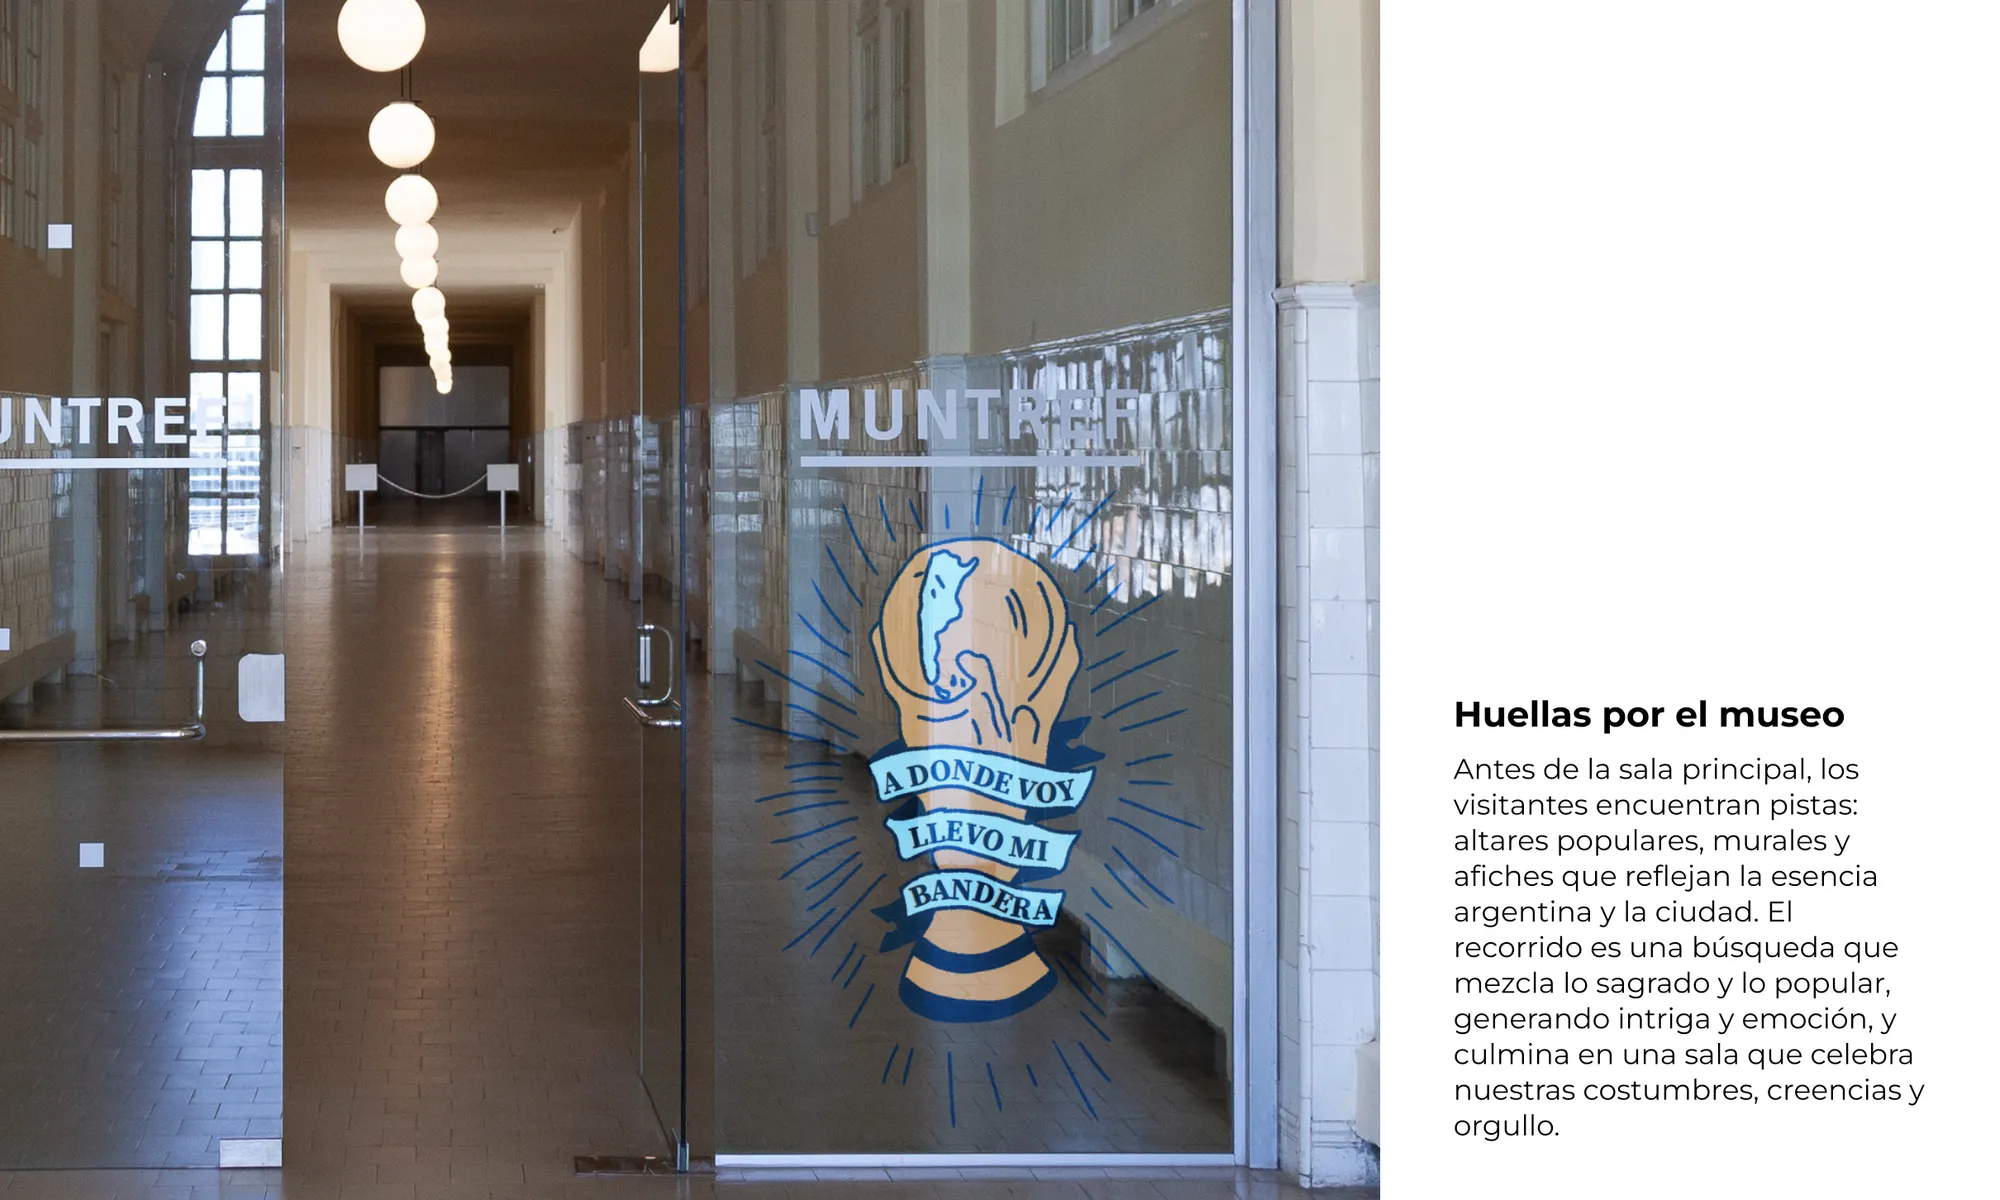 UNTREF
MUNTREF
A DONDE VOY
LLEVO MI
BANDERA
Huellas por el museo
Antes de la sala principal, los
visitantes encuentran pistas:
altares populares, murales y
afiches que reflejan la esencia
argentina y la ciudad. El
recorrido es una búsqueda que
mezcla lo sagrado y lo popular,
generando intriga y emoción, y
culmina en una sala que celebra
nuestras costumbres, creencias y
orgullo.